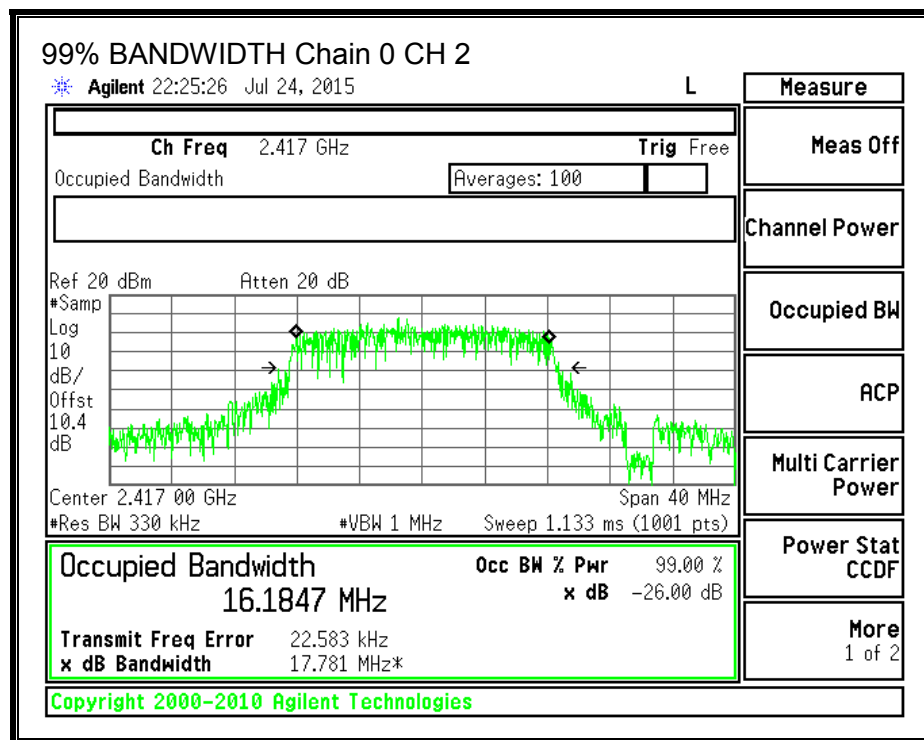 99% BANDWIDTH Chain 0 CH 2
Agilent 22:25:26 Jul 24, 2015 L
Measure
Ch Freq 2.417 GHz Trig Free
Meas Off
Occupied Bandwidth Averages: 100
Channel Power
Ref 20 dBm Atten 20 dB
#Samp
Log
10
dB/
Offst
10.4
dB
Occupied BW
ACP
Multi Carrier
Power
Center 2.417 00 GHz Span 40 MHz
#Res BW 330 kHz #VBW 1 MHz Sweep 1.133 ms (1001 pts)
Power Stat
CCDF
Occupied Bandwidth Occ BW % Pwr 99.00 %
16.1847 MHz x dB -26.00 dB
Transmit Freq Error 22.583 kHz
x dB Bandwidth 17.781 MHz*
More
1 of 2
Copyright 2000-2010 Agilent Technologies